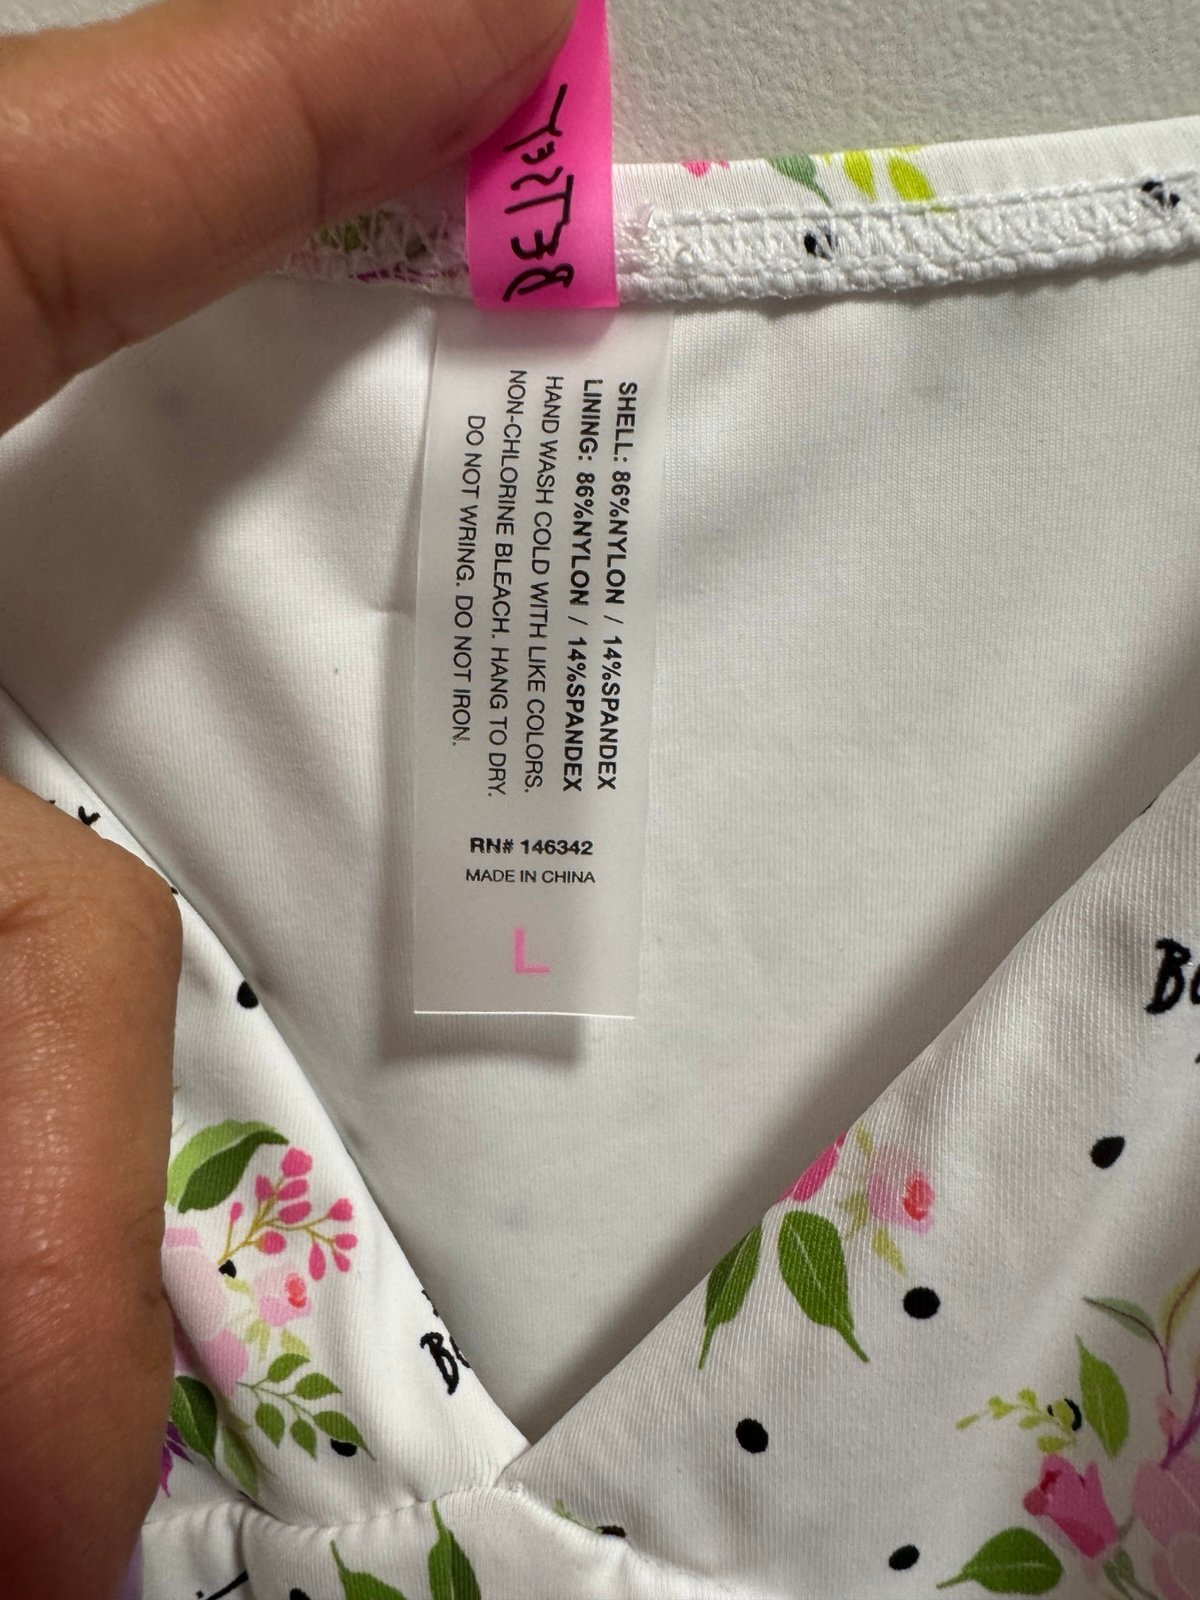 BETSEY
SHELL: 86%NYLON / 14%SPANDEX
LINING: 86%NYLON / 14%SPANDEX
HAND WASH COLD WITH LIKE COLORS.
NON-CHLORINE BLEACH. HANG TO DRY.
DO NOT WRING. DO NOT IRON.
RN# 146342
MADE IN CHINA
L